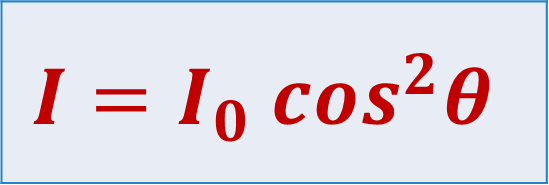 I = I₀ cos²θ